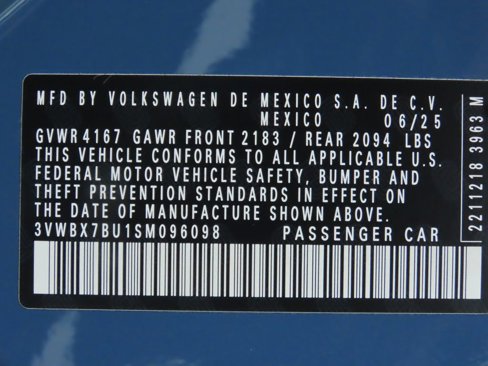 MFD BY VOLKSWAGEN DE MEXICO S.A. DE C.V.
MEXICO 06/25
GVWR 4167 GAWR FRONT 2183 / REAR 2094 LBS
THIS VEHICLE CONFORMS TO ALL APPLICABLE U.S.
FEDERAL MOTOR VEHICLE SAFETY, BUMPER AND
THEFT PREVENTION STANDARDS IN EFFECT ON
THE DATE OF MANUFACTURE SHOWN ABOVE.
3VWBX7BU1SM096098 PASSENGER CAR
2211218 3963 M